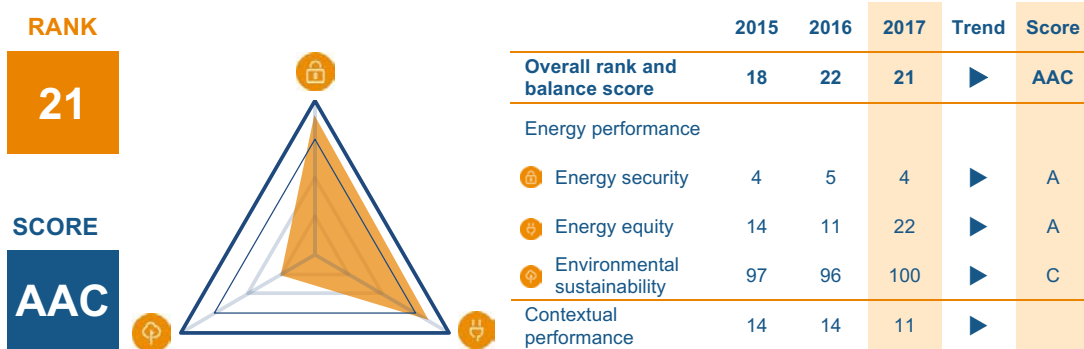 RANK
21
SCORE
AAC
2015 2016 2017 Trend Score
Overall rank and
balance score 18 22 21 AAC
Energy performance
Energy security 4 5 4 A
Energy equity 14 11 22 A
Environmental
sustainability 97 96 100 C
Contextual
performance 14 14 11